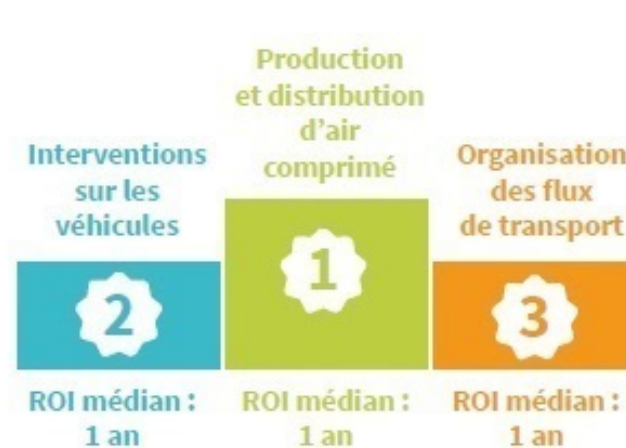 Production
et distribution
d'air
comprimé
Interventions
sur les
véhicules
Organisation
des flux
de transport
1
2
3
ROI médian :
1 an
ROI médian :
1 an
ROI médian :
1 an